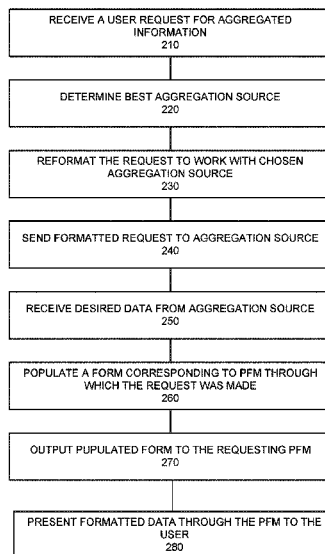 RECEIVE A USER REQUEST FOR AGGREGATED
INFORMATION
210
DETERMINE BEST AGGREGATION SOURCE
220
REFORMAT THE REQUEST TO WORK WITH CHOSEN
AGGREGATION SOURCE
230
SEND FORMATTED REQUEST TO AGGREGATION SOURCE
240
RECEIVE DESIRED DATA FROM AGGREGATION SOURCE
250
POPULATE A FORM CORRESPONDING TO PFM THROUGH
WHICH THE REQUEST WAS MADE
260
OUTPUT PUPULATED FORM TO THE REQUESTING PFM
270
PRESENT FORMATTED DATA THROUGH THE PFM TO THE
USER
280